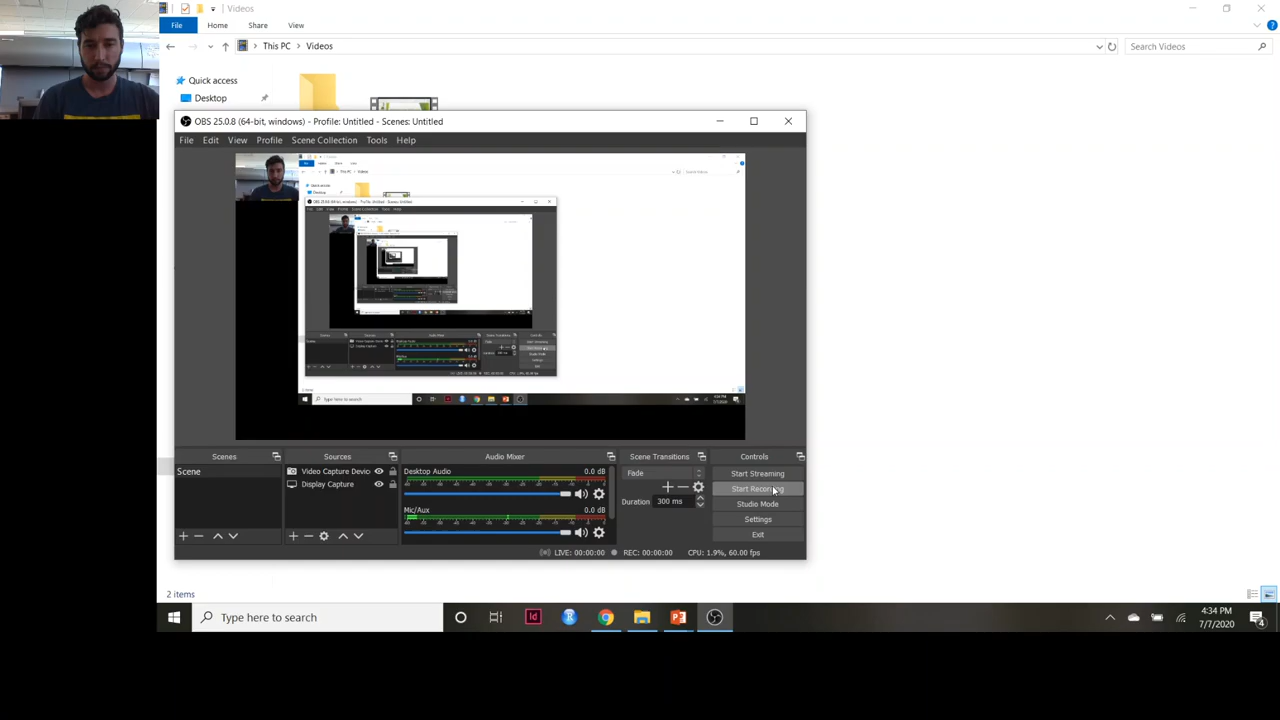 Videos
File Home Share View
This PC > Videos
Search Videos
Quick access
Desktop
OBS 25.0.8 (64-bit, windows) - Profile: Untitled - Scenes: Untitled
File Edit View Profile Scene Collection Tools Help
Scenes
Scene
Sources
Video Capture Devic
Display Capture
Audio Mixer
Desktop Audio 0.0 dB
Mic/Aux 0.0 dB
Scene Transitions
Fade
Duration 300 ms
Controls
Start Streaming
Start Recording
Studio Mode
Settings
Exit
LIVE: 00:00:00 REC: 00:00:00 CPU: 1.9%, 60.00 fps
2 items
Type here to search
4:34 PM
7/7/2020
4